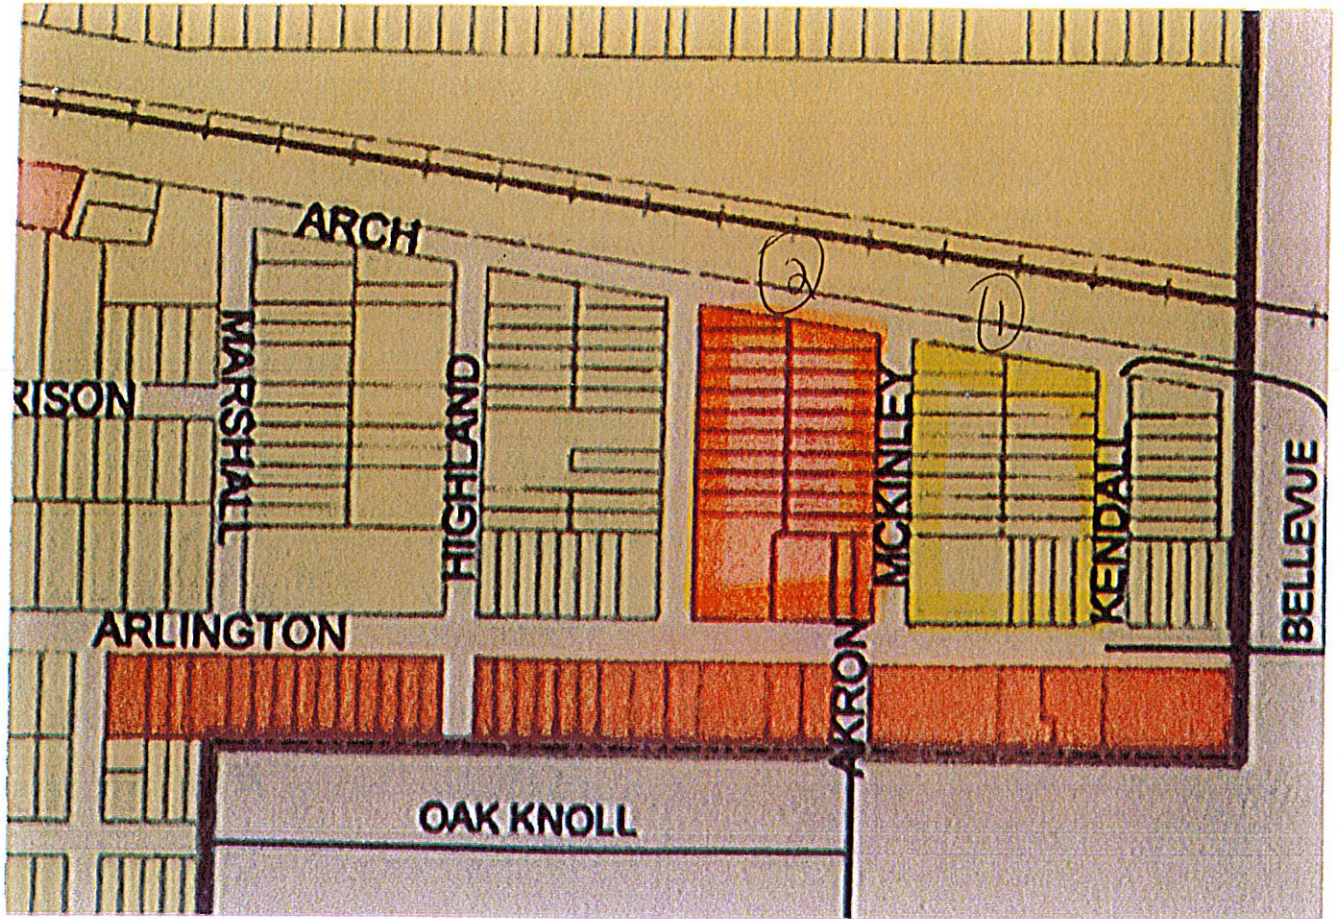 ARCH
②
①
MARSHALL
RISON
HIGHLAND
MCKINLEY
KENDALL
BELLEVUE
ARLINGTON
AKRON
OAK KNOLL